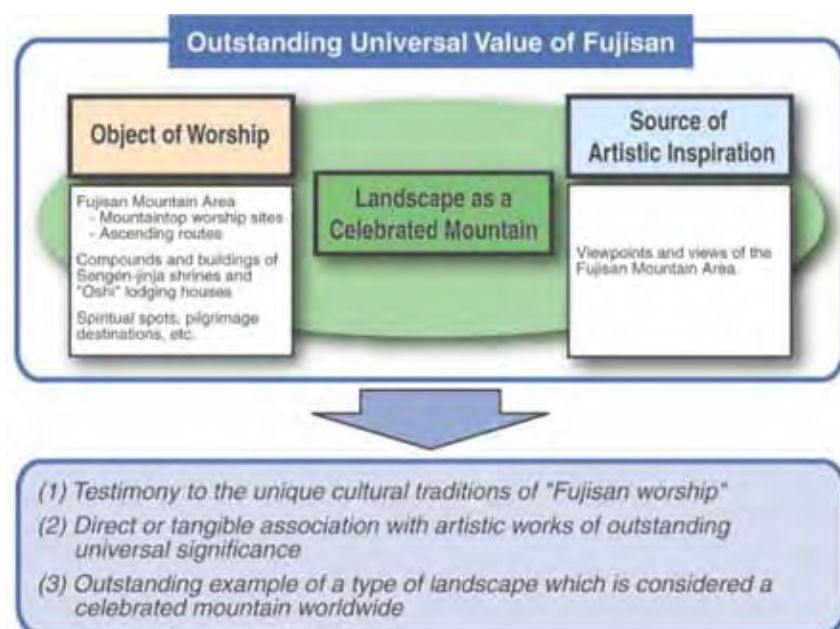 Outstanding Universal Value of Fujisan
Object of Worship
Fujisan Mountain Area
- Mountaintop worship sites
- Ascending routes
Compounds and buildings of
Sengen-jinja shrines and
"Oshi" lodging houses
Spiritual spots, pilgrimage
destinations, etc.
Landscape as a
Celebrated Mountain
Source of
Artistic Inspiration
Viewpoints and views of the
Fujisan Mountain Area.
(1) Testimony to the unique cultural traditions of "Fujisan worship"
(2) Direct or tangible association with artistic works of outstanding
universal significance
(3) Outstanding example of a type of landscape which is considered a
celebrated mountain worldwide